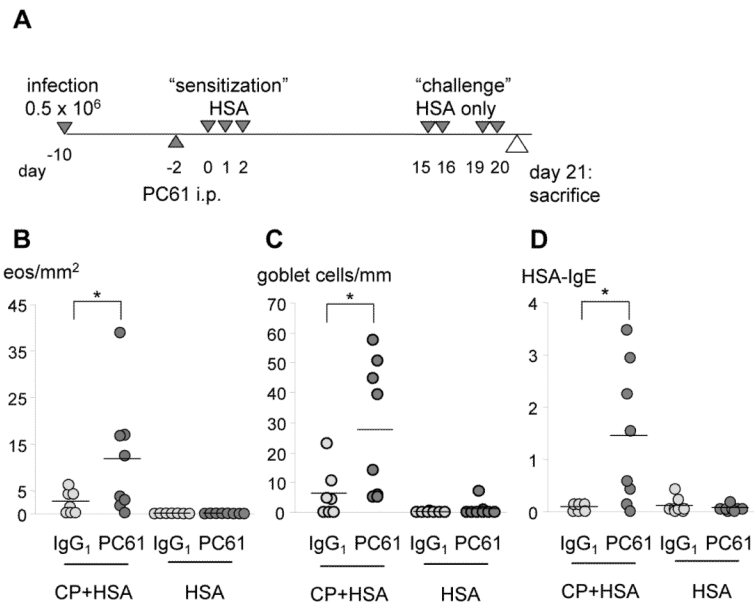 A
infection
0.5 x 10⁶
“sensitization”
HSA
“challenge”
HSA only
day
-10
-2
0
1
2
15
16
19
20
PC61 i.p.
day 21:
sacrifice
B
eos/mm²
*
45
35
25
15
5
0
IgG₁ PC61
IgG₁ PC61
CP+HSA
HSA
C
goblet cells/mm
*
70
60
50
40
30
20
10
0
IgG₁ PC61
IgG₁ PC61
CP+HSA
HSA
D
HSA-IgE
*
4
3
2
1
0
IgG₁ PC61
IgG₁ PC61
CP+HSA
HSA